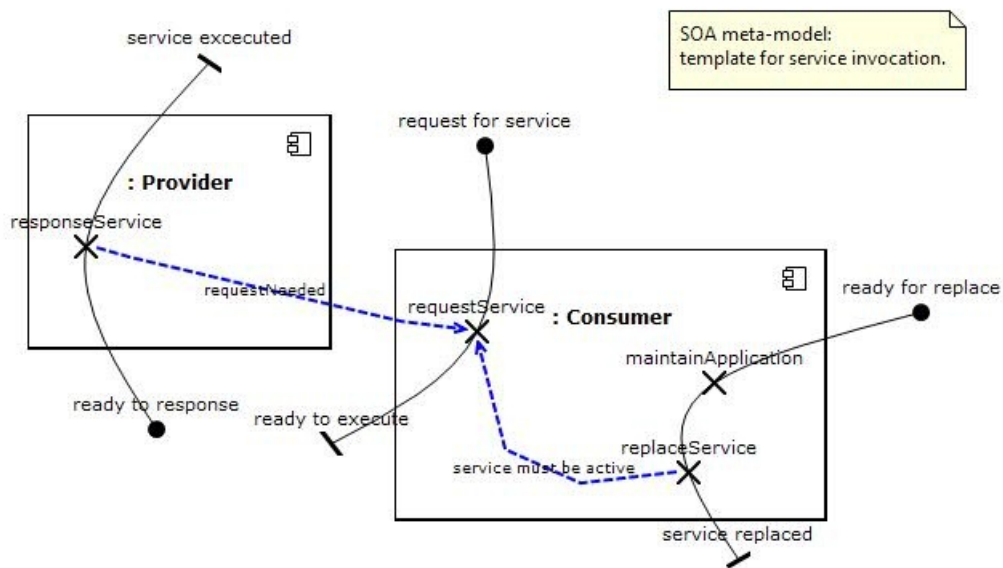 service excecuted
SOA meta-model:
template for service invocation.
request for service
: Provider
responseService
requestNeeded
ready for replace
requestService
: Consumer
maintainApplication
ready to response
ready to execute
replaceService
service must be active
service replaced